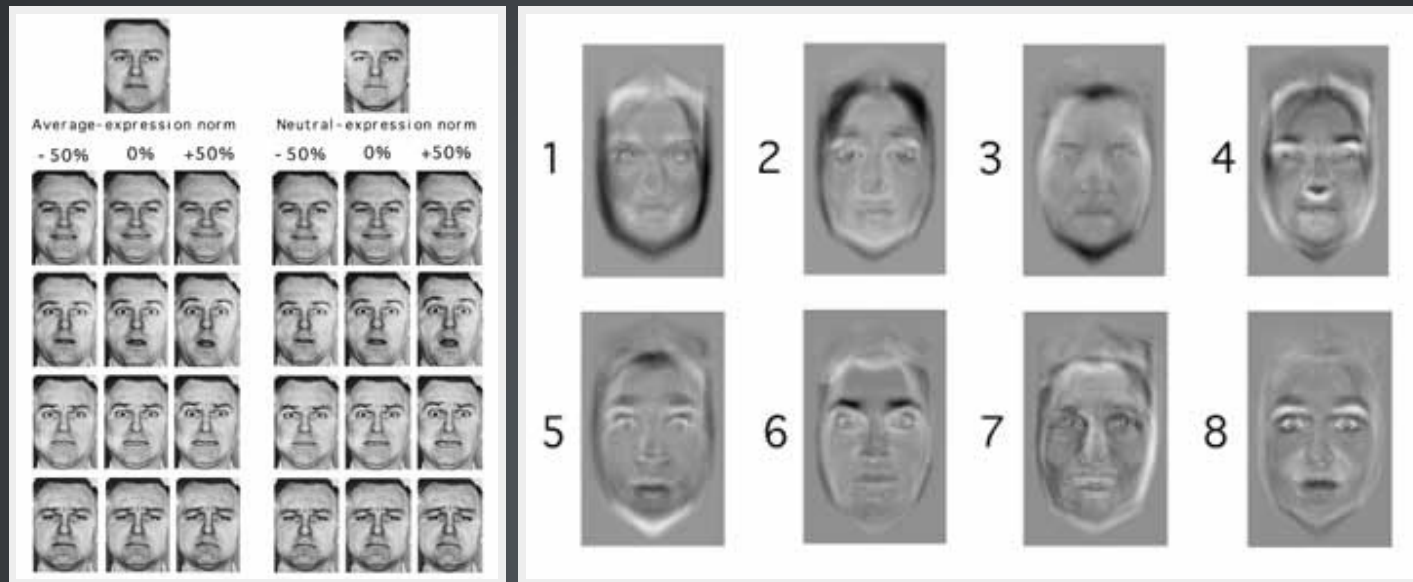 Average-expression norm
Neutral-expression norm
- 50% 0% +50%
- 50% 0% +50%
1
2
3
4
5
6
7
8